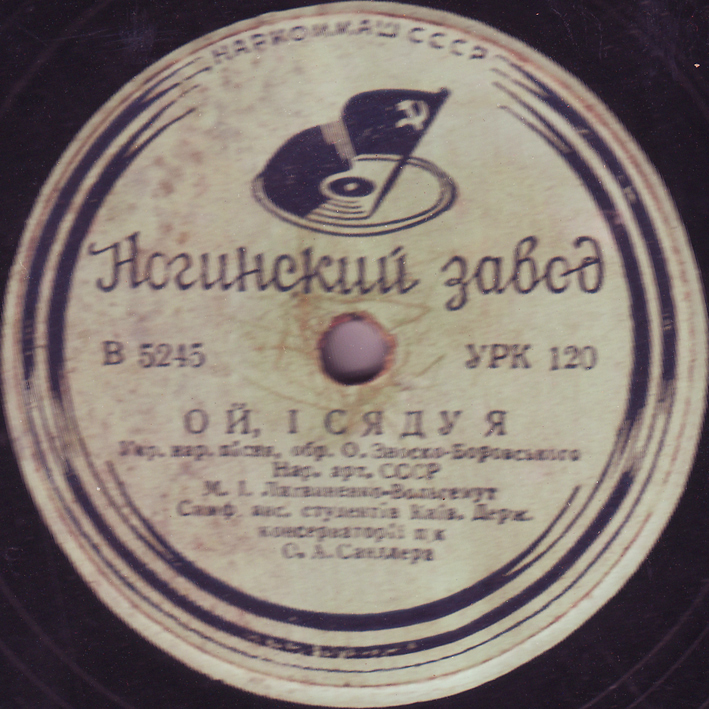 НАРКОММАШ СССР
Ногинский завод
В 5245 УРК 120
ОЙ, І СЯДУ Я
Укр. нар. пісня, обр. О. Зноско-Боровського
Нар. арт. СССР
М. І. Литвиненко-Вольгемут
Симф. анс. студентів Київ. Держ.
консерваторії п/к
О. А. Сандлера